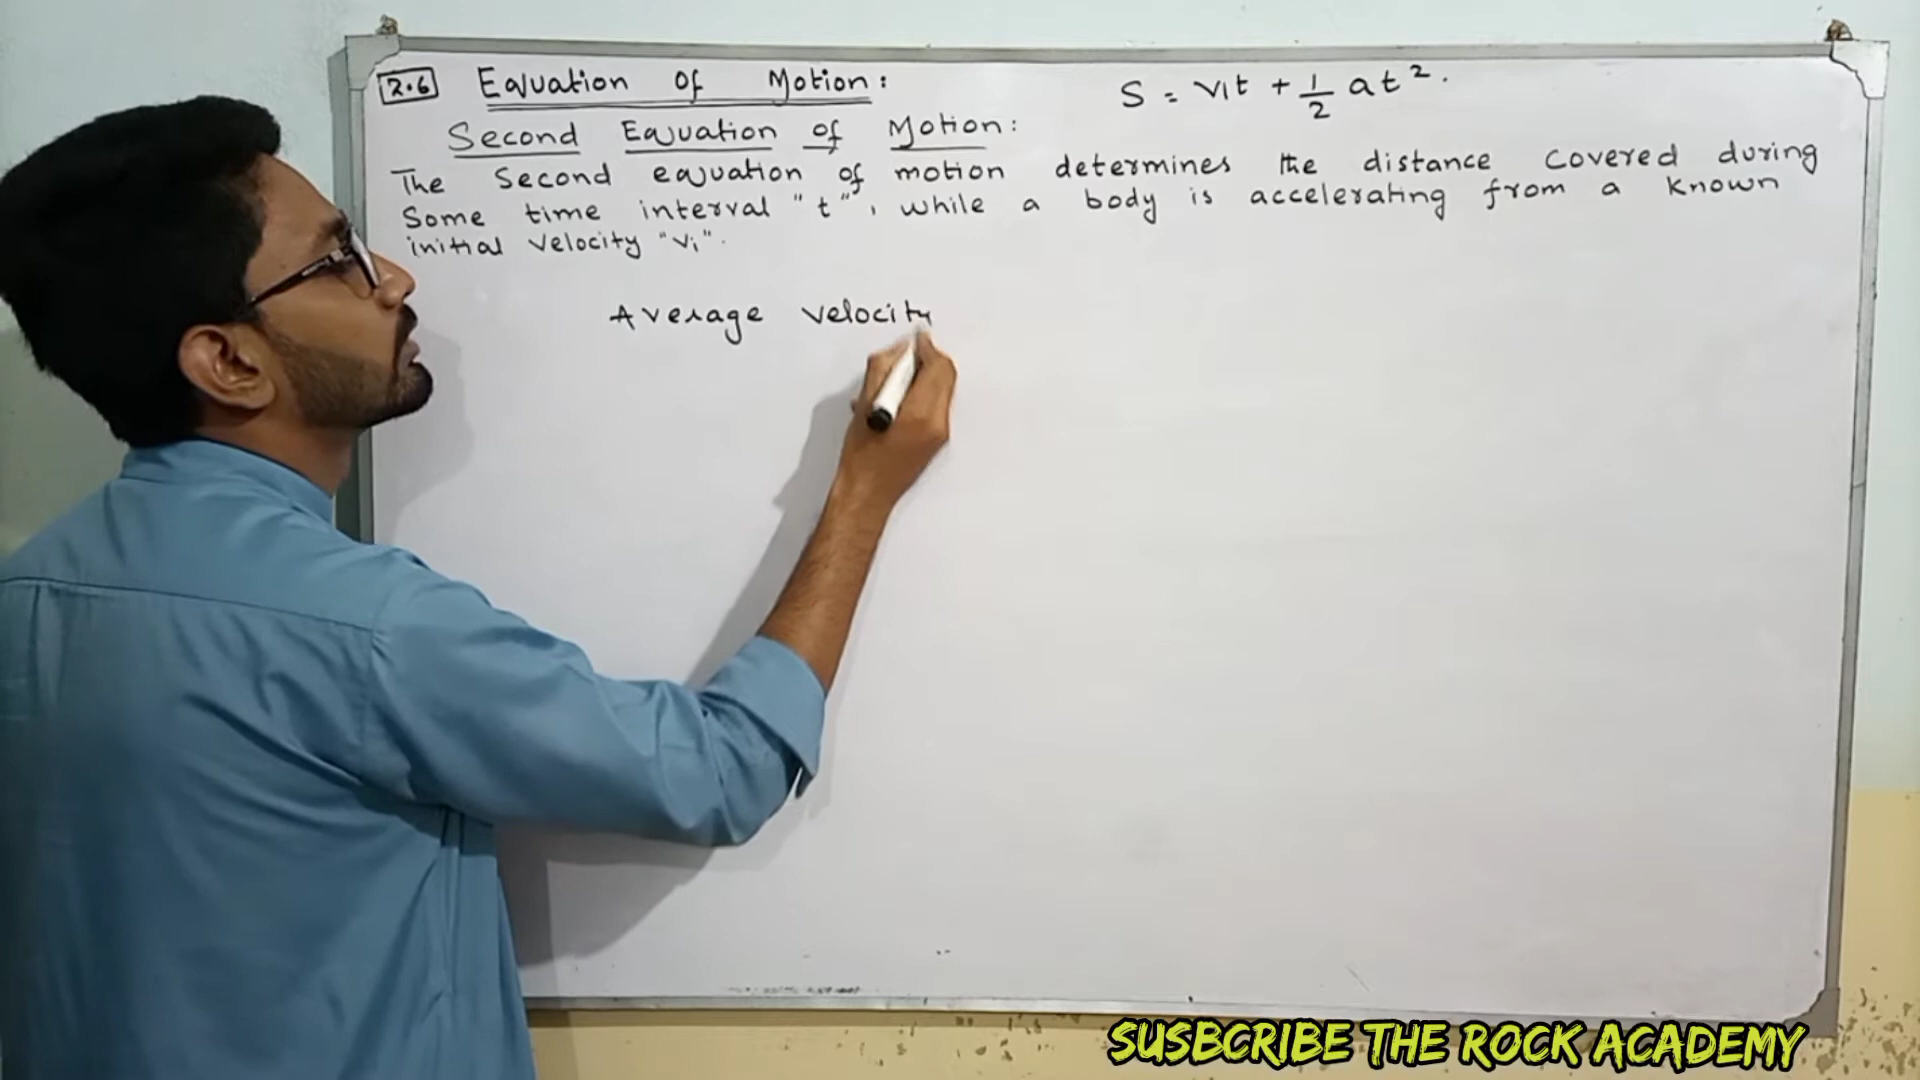 2.6 Equation Of Motion:
S = vit + 1/2 at².
Second Equation of Motion:
The Second equation of motion determines the distance covered during
Some time interval "t", while a body is accelerating from a known
initial velocity "vi".
Average velocity
SUSBCRIBE THE ROCK ACADEMY